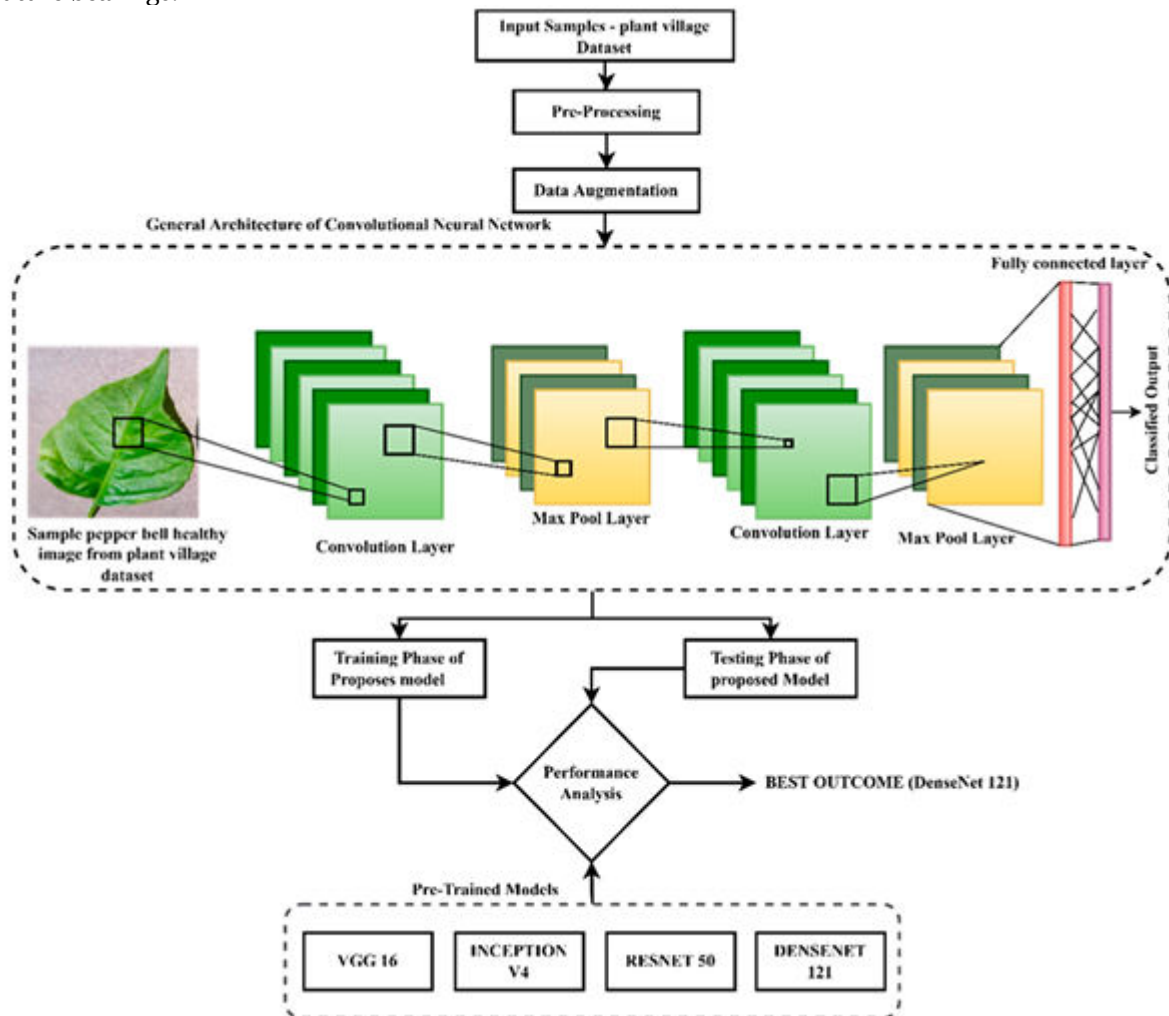 Input Samples - plant village
Dataset
Pre-Processing
Data Augmentation
General Architecture of Convolutional Neural Network
Fully connected layer
Classified Output
Sample pepper bell healthy
image from plant village
dataset
Convolution Layer
Max Pool Layer
Convolution Layer
Max Pool Layer
Training Phase of
Proposes model
Testing Phase of
proposed Model
Performance
Analysis
BEST OUTCOME (DenseNet 121)
Pre-Trained Models
VGG 16
INCEPTION
V4
RESNET 50
DENSENET
121